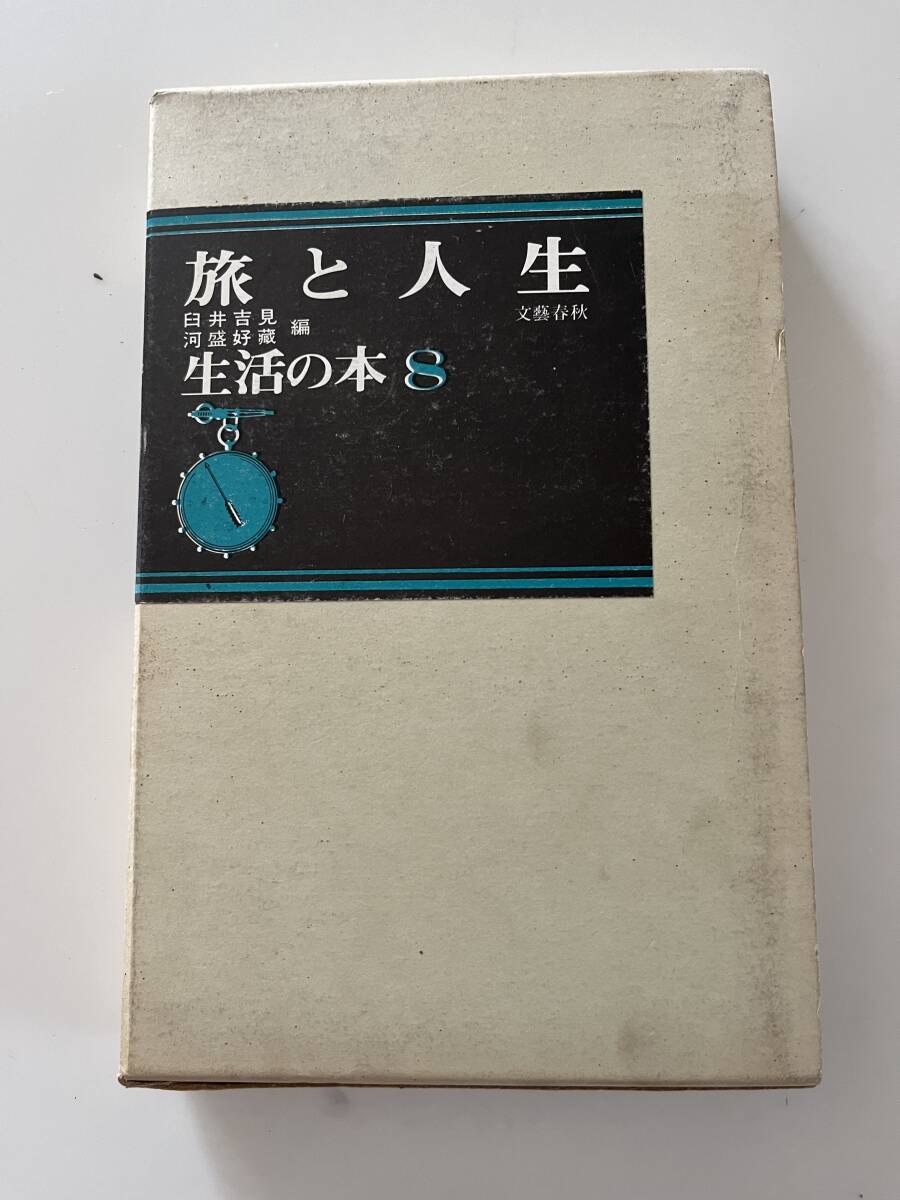 旅と人生
臼井吉見
河盛好藏 編
文藝春秋
生活の本8